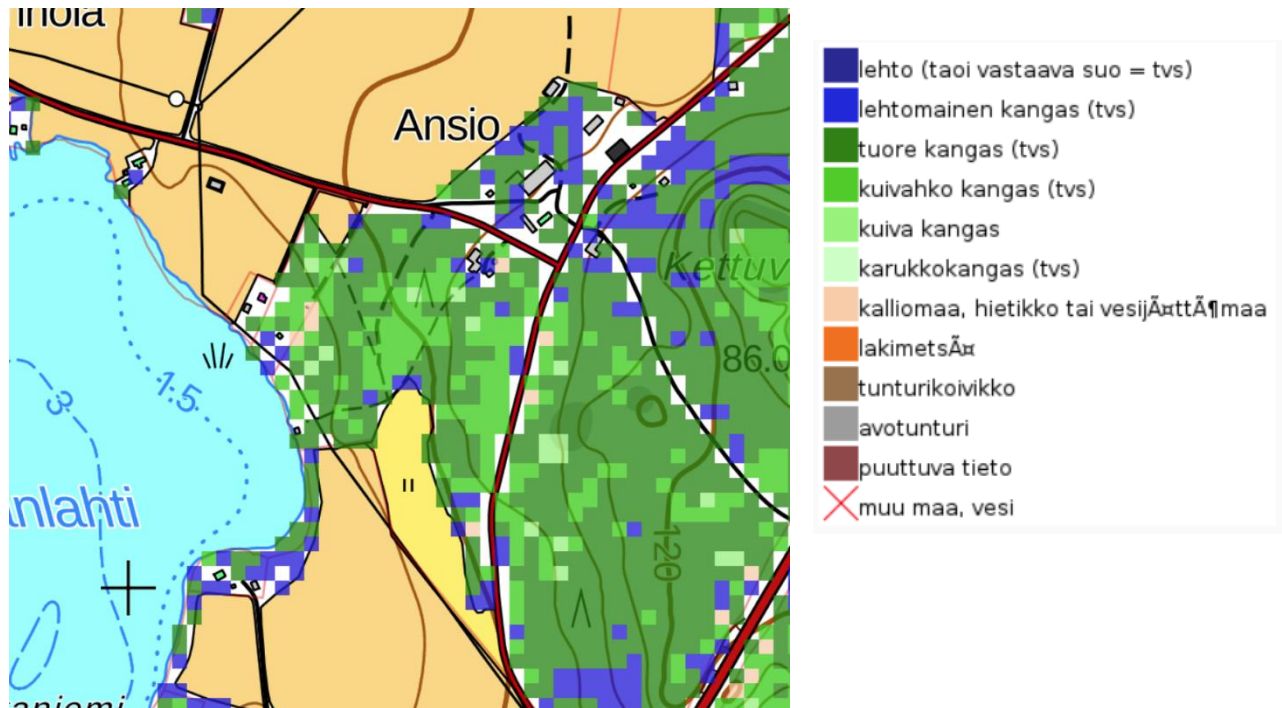 Ansio
Kettuv
86.0
1.5
3
nlahti
120
lehto (taoi vastaava suo = tvs)
lehtomainen kangas (tvs)
tuore kangas (tvs)
kuivahko kangas (tvs)
kuiva kangas
karukkokangas (tvs)
kalliomaa, hietikko tai vesijÃ¤ttÃ¶maa
lakimetsÃ¤
tunturikoivikko
avotunturi
puuttuva tieto
muu maa, vesi